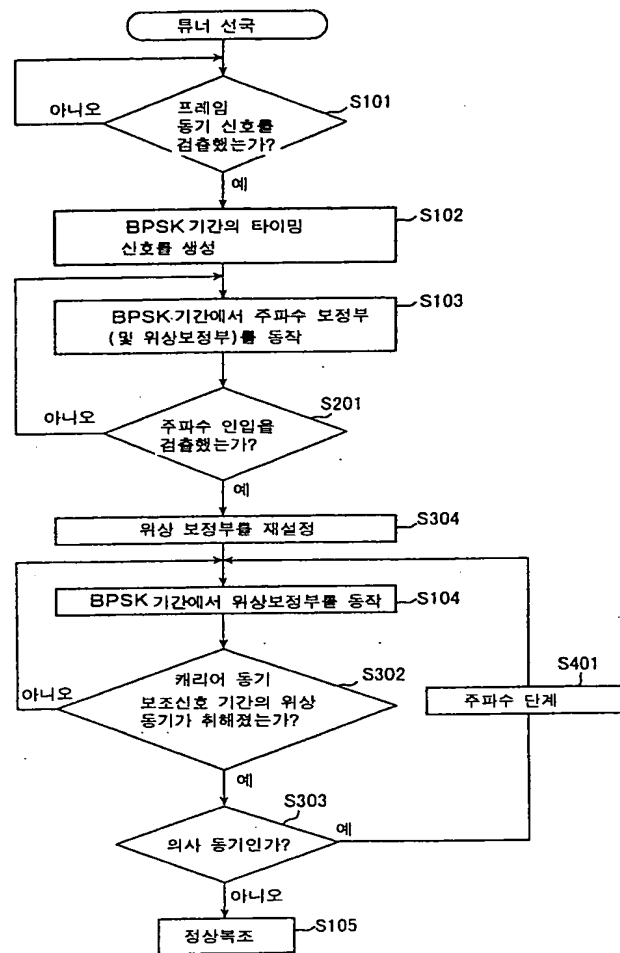 튜너 선국
아니오
프레임
동기 신호를
검출했는가?
S101
예
BPSK 기간의 타이밍
신호를 생성
S102
BPSK 기간에서 주파수 보정부
(및 위상보정부)를 동작
S103
아니오
주파수 인입을
검출했는가?
S201
예
위상 보정부를 재설정
S304
BPSK 기간에서 위상보정부를 동작
S104
아니오
캐리어 동기
보조신호 기간의 위상
동기가 취해졌는가?
S302
S401
주파수 단계
예
의사 동기인가?
S303
예
아니오
정상복조
S105